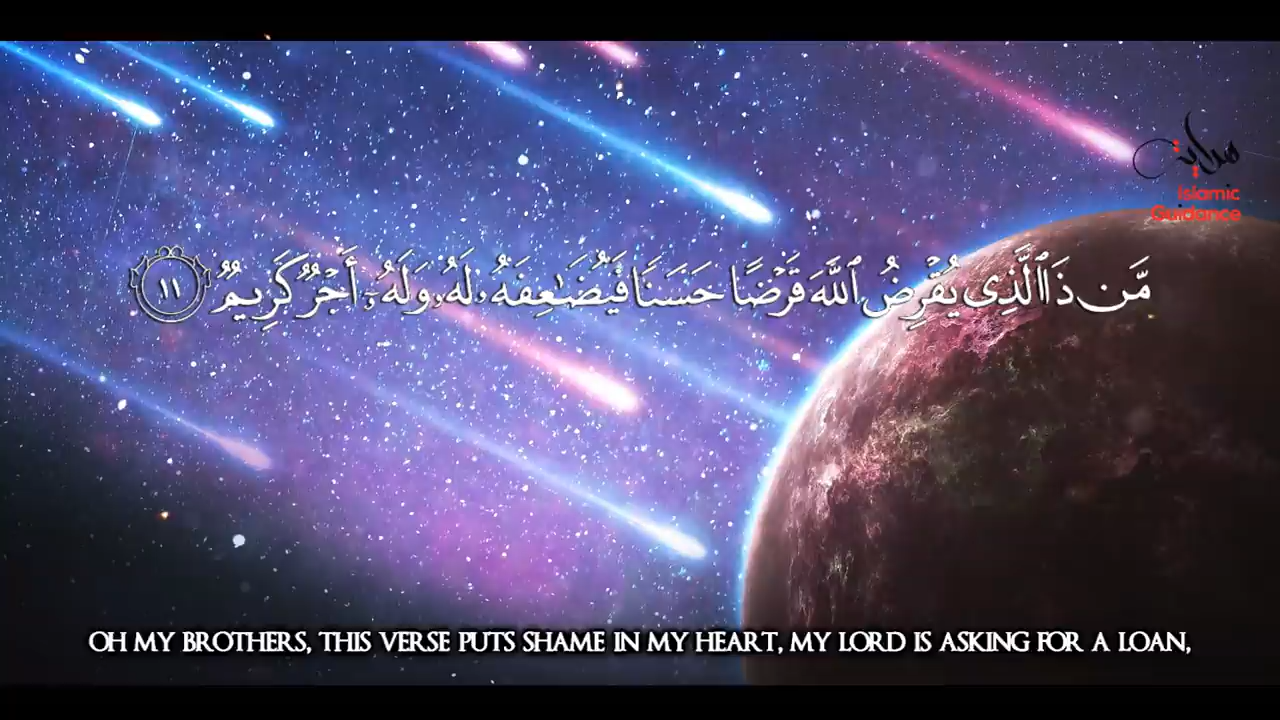 هداية
Islamic
Guidance
مَّن ذَا ٱلَّذِى يُقْرِضُ ٱللَّهَ قَرْضًا حَسَنًا فَيُضَـٰعِفَهُۥ لَهُۥ وَلَهُۥٓ أَجْرٌ كَرِيمٌ ١١
OH MY BROTHERS, THIS VERSE PUTS SHAME IN MY HEART, MY LORD IS ASKING FOR A LOAN,